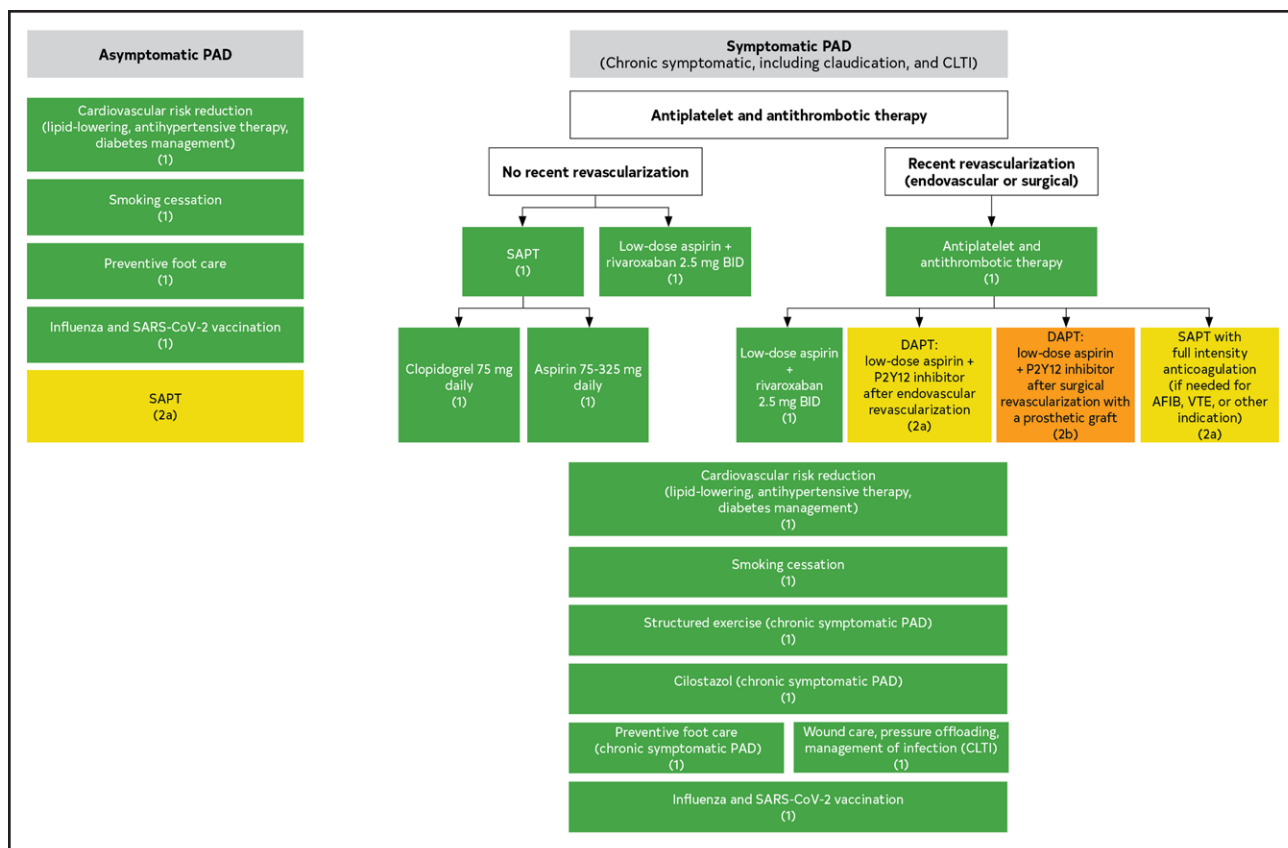 Asymptomatic PAD
Cardiovascular risk reduction
(lipid-lowering, antihypertensive therapy,
diabetes management)
(1)
Smoking cessation
(1)
Preventive foot care
(1)
Influenza and SARS-CoV-2 vaccination
(1)
SAPT
(2a)
Symptomatic PAD
(Chronic symptomatic, including claudication, and CLTI)
Antiplatelet and antithrombotic therapy
No recent revascularization
Recent revascularization
(endovascular or surgical)
SAPT
(1)
Low-dose aspirin +
rivaroxaban 2.5 mg BID
(1)
Antiplatelet and
antithrombotic therapy
(1)
Clopidogrel 75 mg
daily
(1)
Aspirin 75-325 mg
daily
(1)
Low-dose aspirin
+
rivaroxaban
2.5 mg BID
(1)
DAPT:
low-dose aspirin +
P2Y12 inhibitor
after endovascular
revascularization
(2a)
DAPT:
low-dose aspirin
+ P2Y12 inhibitor
after surgical
revascularization with
a prosthetic graft
(2b)
SAPT with
full intensity
anticoagulation
(if needed for
AFIB, VTE, or other
indication)
(2a)
Cardiovascular risk reduction
(lipid-lowering, antihypertensive therapy,
diabetes management)
(1)
Smoking cessation
(1)
Structured exercise (chronic symptomatic PAD)
(1)
Cilostazol (chronic symptomatic PAD)
(1)
Preventive foot care
(chronic symptomatic PAD)
(1)
Wound care, pressure offloading,
management of infection (CLTI)
(1)
Influenza and SARS-CoV-2 vaccination
(1)